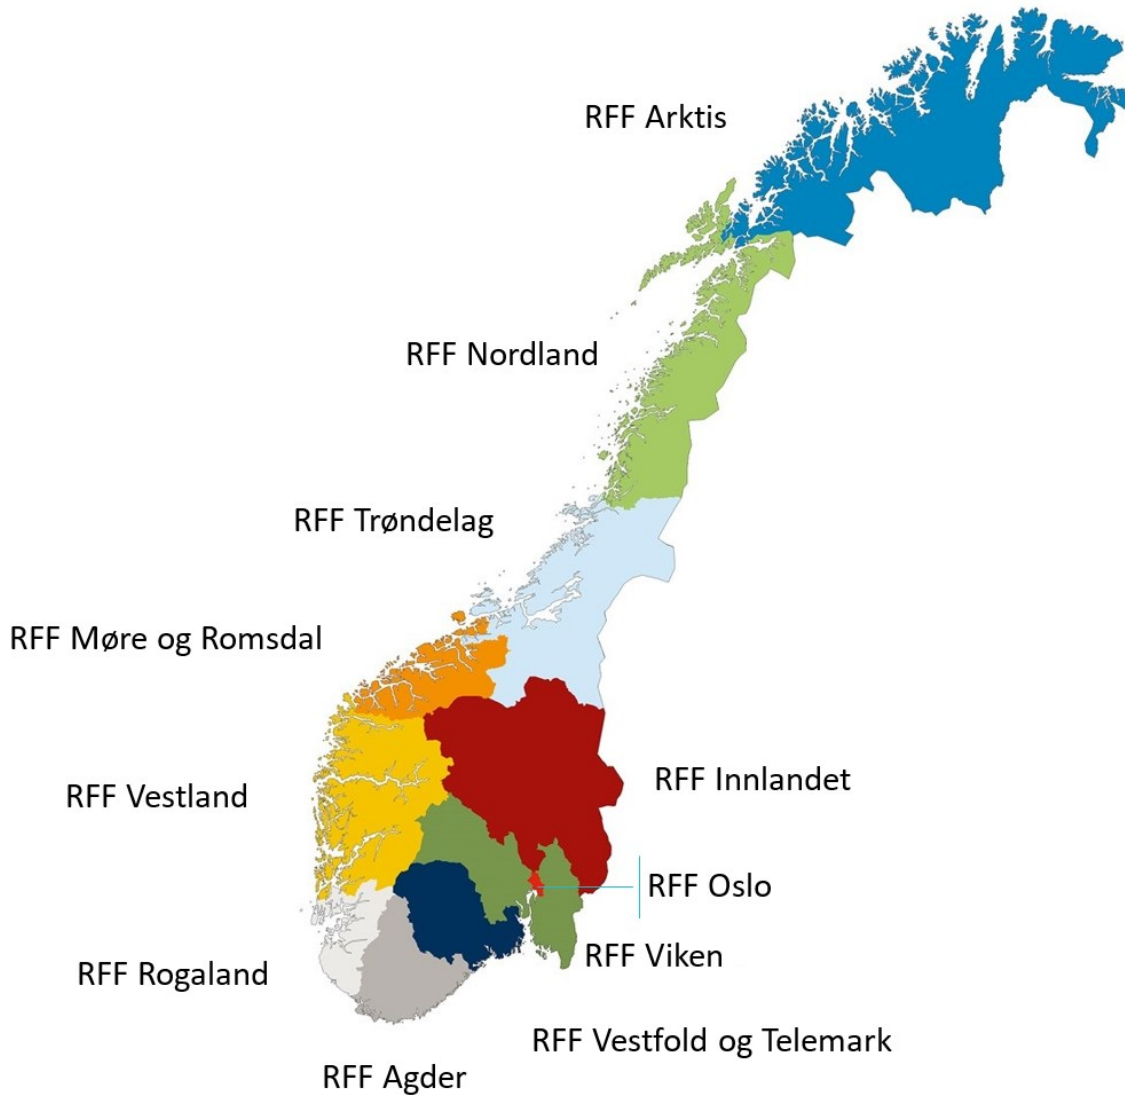 RFF Arktis
RFF Nordland
RFF Trøndelag
RFF Møre og Romsdal
RFF Innlandet
RFF Vestland
RFF Oslo
RFF Viken
RFF Rogaland
RFF Vestfold og Telemark
RFF Agder